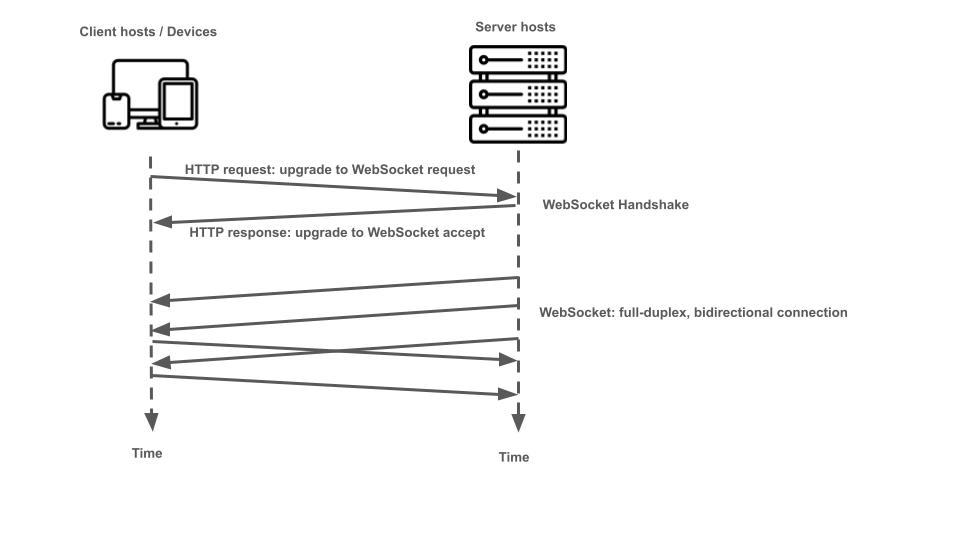 Client hosts / Devices
Server hosts
HTTP request: upgrade to WebSocket request
WebSocket Handshake
HTTP response: upgrade to WebSocket accept
WebSocket: full-duplex, bidirectional connection
Time
Time